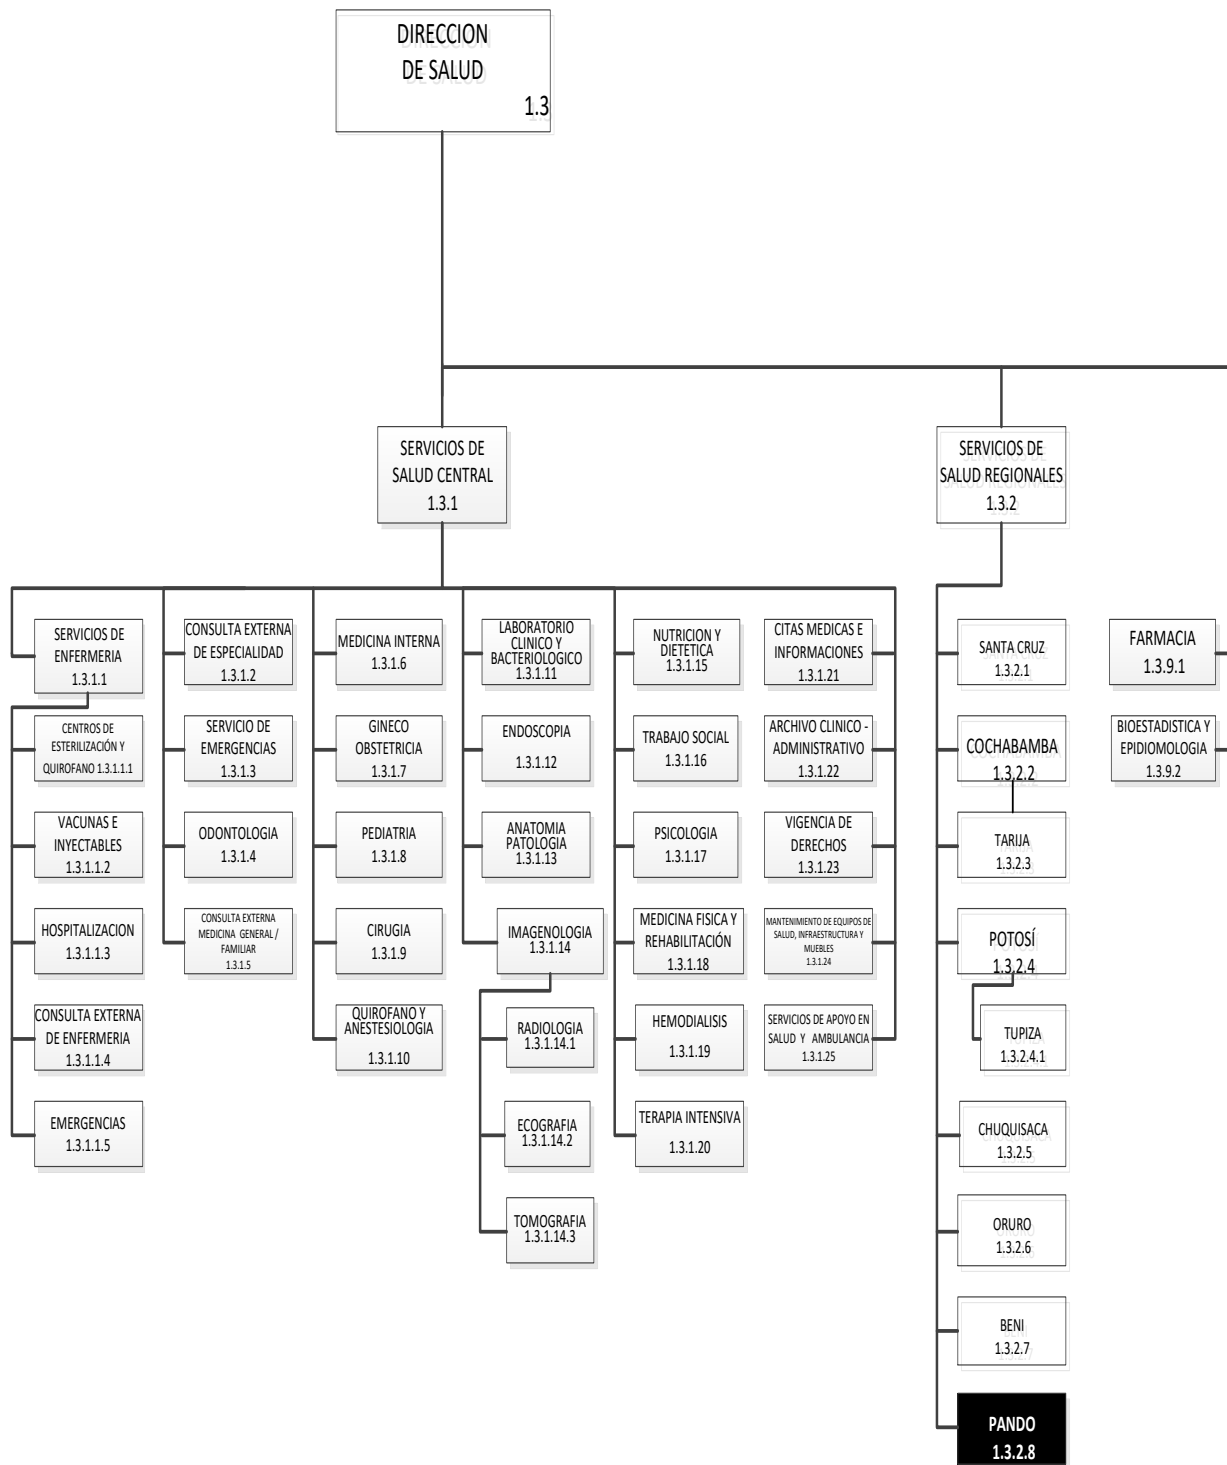 DIRECCION
DE SALUD
1.3
SERVICIOS DE
SALUD CENTRAL
1.3.1
SERVICIOS DE
SALUD REGIONALES
1.3.2
SERVICIOS DE
ENFERMERIA
1.3.1.1
CENTROS DE
ESTERILIZACIÓN Y
QUIROFANO 1.3.1.1.1
VACUNAS E
INYECTABLES
1.3.1.1.2
HOSPITALIZACION
1.3.1.1.3
CONSULTA EXTERNA
DE ENFERMERIA
1.3.1.1.4
EMERGENCIAS
1.3.1.1.5
CONSULTA EXTERNA
DE ESPECIALIDAD
1.3.1.2
SERVICIO DE
EMERGENCIAS
1.3.1.3
ODONTOLOGIA
1.3.1.4
CONSULTA EXTERNA
MEDICINA GENERAL /
FAMILIAR
1.3.1.5
MEDICINA INTERNA
1.3.1.6
GINECO
OBSTETRICIA
1.3.1.7
PEDIATRIA
1.3.1.8
CIRUGIA
1.3.1.9
QUIROFANO Y
ANESTESIOLOGIA
1.3.1.10
LABORATORIO
CLINICO Y
BACTERIOLOGICO
1.3.1.11
ENDOSCOPIA
1.3.1.12
ANATOMIA
PATOLOGIA
1.3.1.13
IMAGENOLOGIA
1.3.1.14
RADIOLOGIA
1.3.1.14.1
ECOGRAFIA
1.3.1.14.2
TOMOGRAFIA
1.3.1.14.3
NUTRICION Y
DIETETICA
1.3.1.15
TRABAJO SOCIAL
1.3.1.16
PSICOLOGIA
1.3.1.17
MEDICINA FISICA Y
REHABILITACIÓN
1.3.1.18
HEMODIALISIS
1.3.1.19
TERAPIA INTENSIVA
1.3.1.20
CITAS MEDICAS E
INFORMACIONES
1.3.1.21
ARCHIVO CLINICO -
ADMINISTRATIVO
1.3.1.22
VIGENCIA DE
DERECHOS
1.3.1.23
MANTENIMIENTO DE EQUIPOS DE
SALUD, INFRAESTRUCTURA Y
MUEBLES
1.3.1.24
SERVICIOS DE APOYO EN
SALUD Y AMBULANCIA
1.3.1.25
SANTA CRUZ
1.3.2.1
COCHABAMBA
1.3.2.2
TARIJA
1.3.2.3
POTOSÍ
1.3.2.4
TUPIZA
1.3.2.4.1
CHUQUISACA
1.3.2.5
ORURO
1.3.2.6
BENI
1.3.2.7
PANDO
1.3.2.8
FARMACIA
1.3.9.1
BIOESTADISTICA Y
EPIDIOMOLOGIA
1.3.9.2